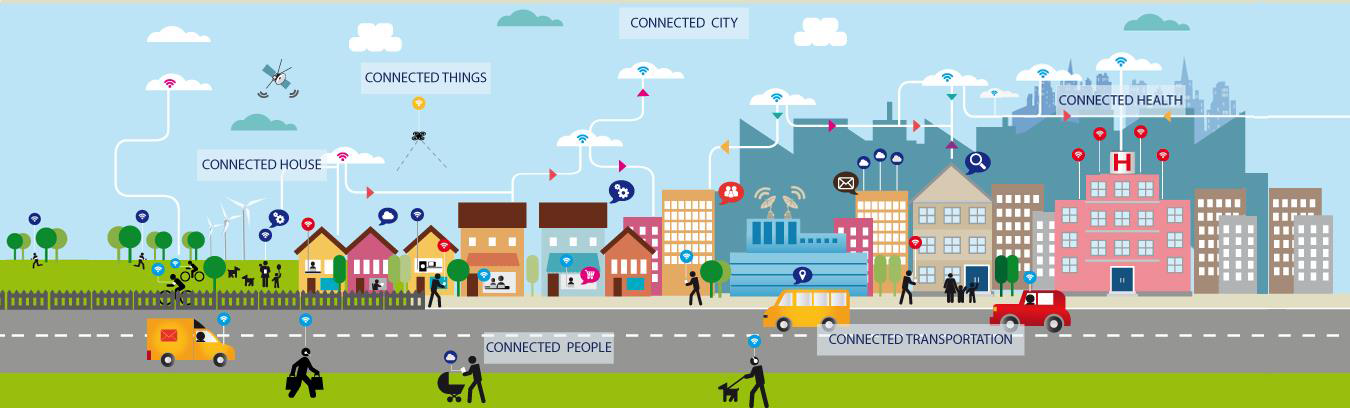 CONNECTED CITY
CONNECTED THINGS
CONNECTED HEALTH
CONNECTED HOUSE
H
CONNECTED PEOPLE
CONNECTED TRANSPORTATION